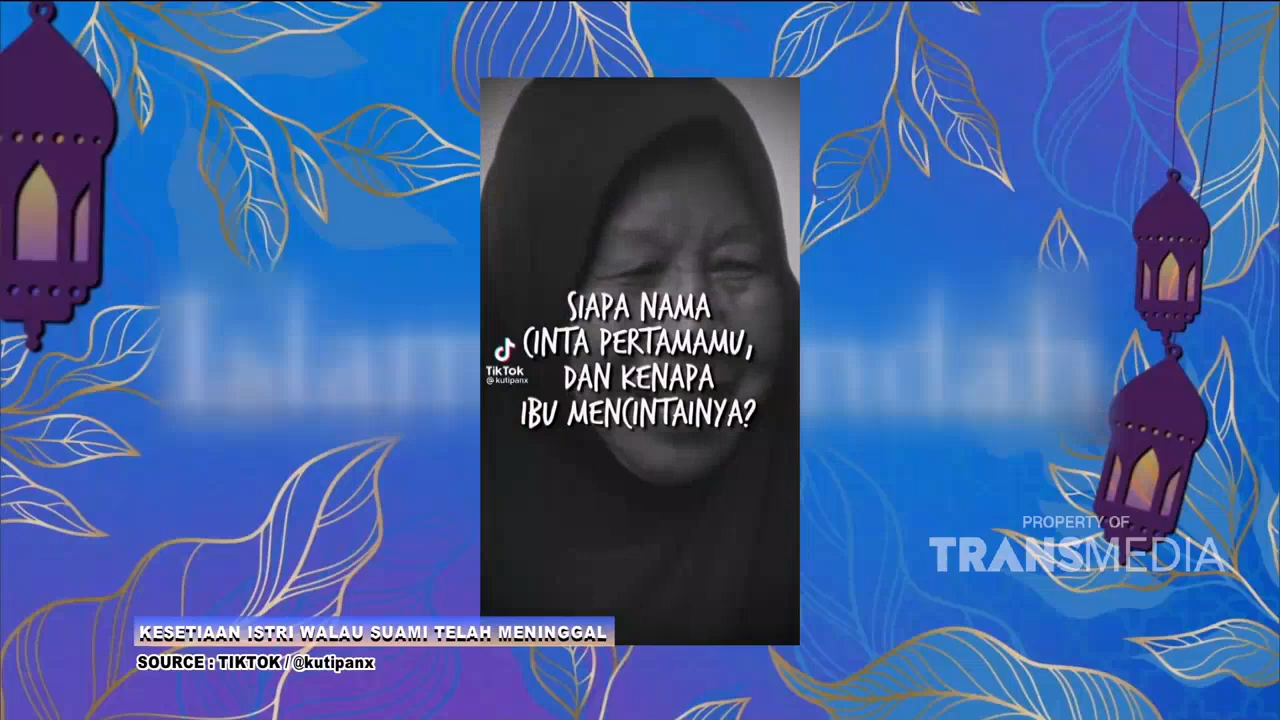 SIAPA NAMA
CINTA PERTAMAMU,
DAN KENAPA
IBU MENCINTAINYA?
TikTok
@kutipanx
PROPERTY OF
TRANSMEDIA
KESETIAAN ISTRI WALAU SUAMI TELAH MENINGGAL
SOURCE : TIKTOK / @kutipanx